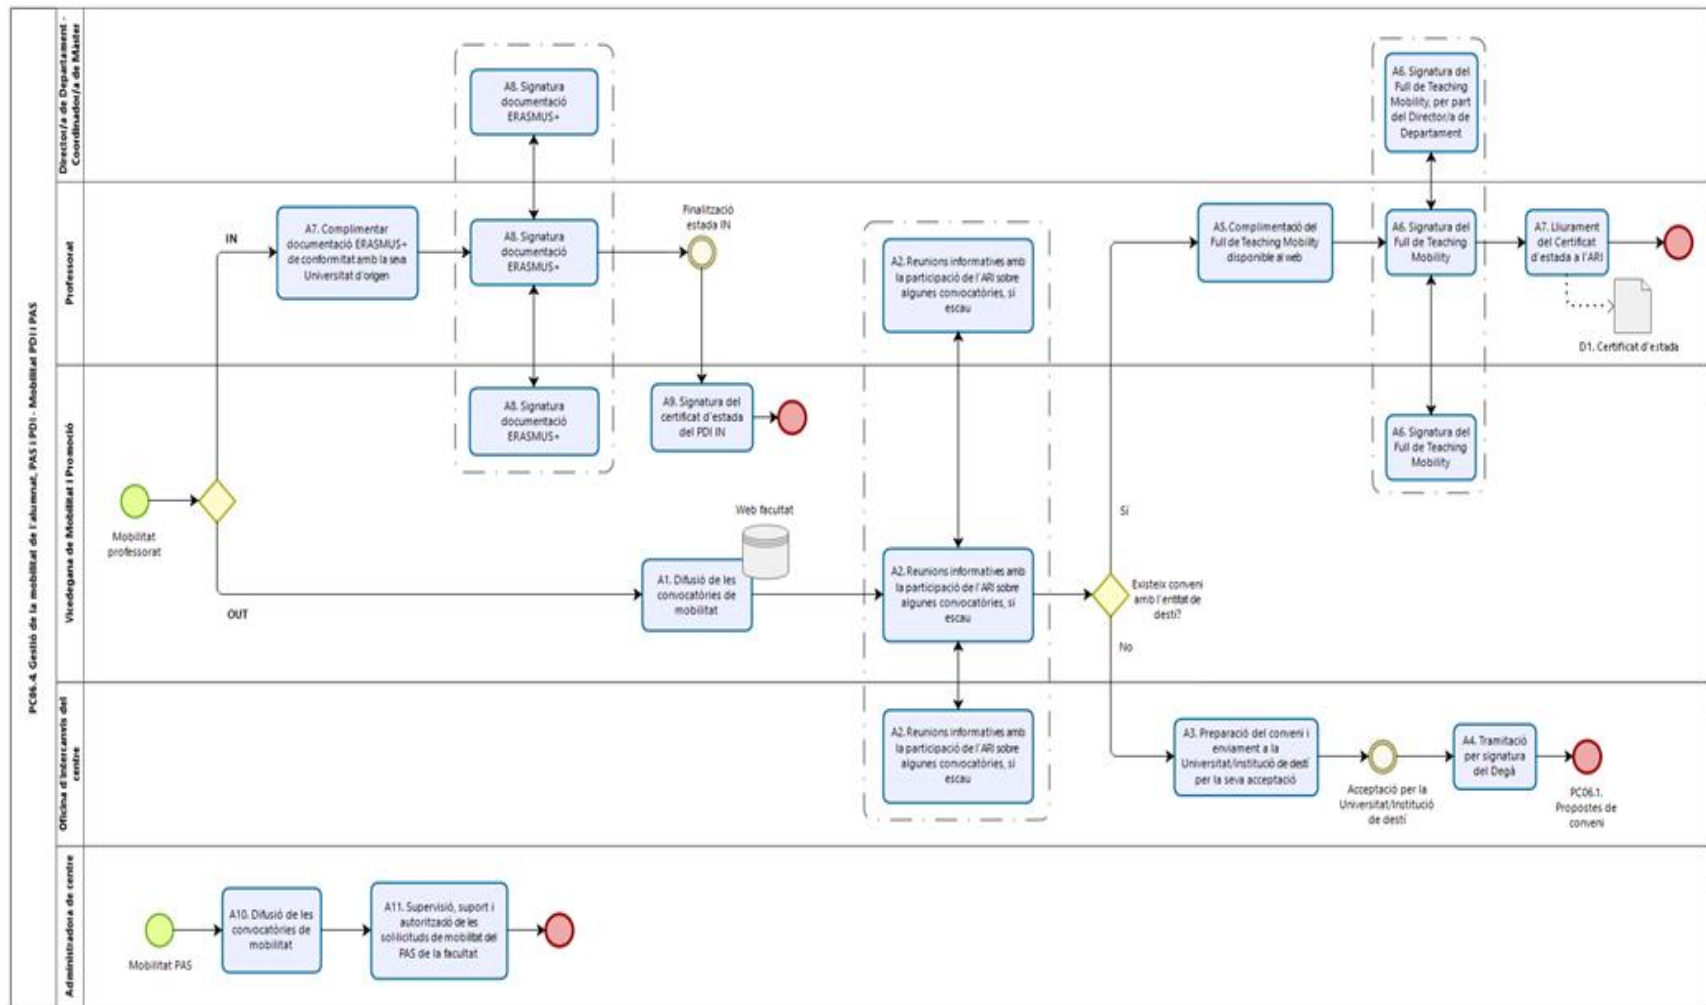 PC06.4. Gestió de la mobilitat de l'alumnat, PAS i PDI - Mobilitat PDI i PAS
Director/a de Departament -
Coordinador/a de Màster
A8. Signatura
documentació
ERASMUS+
A6. Signatura del
Full de Teaching
Mobility, per part
del Director/a de
Departament
Professorat
IN
A7. Complimentar
documentació ERASMUS+
de conformitat amb la seva
Universitat d'origen
A8. Signatura
documentació
ERASMUS+
Finalització
estada IN
A2. Reunions informatives amb
la participació de l'ARI sobre
algunes convocatòries, si
escau
A5. Complimentació del
Full de Teaching Mobility
disponible al web
A6. Signatura del
Full de Teaching
Mobility
A7. Lliurament
del Certificat
d'estada a l'ARI
D1. Certificat d'estada
Vicedegana de Mobilitat i Promoció
Mobilitat
professorat
A8. Signatura
documentació
ERASMUS+
A9. Signatura del
certificat d'estada
del PDI IN
A6. Signatura del
Full de Teaching
Mobility
OUT
Web facultat
A1. Difusió de les
convocatòries de
mobilitat
A2. Reunions informatives amb
la participació de l'ARI sobre
algunes convocatòries, si
escau
Sí
Existeix conveni
amb l'entitat de
destí?
No
Oficina d'Intercanvis del
centre
A2. Reunions informatives amb
la participació de l'ARI sobre
algunes convocatòries, si
escau
A3. Preparació del conveni i
enviament a la
Universitat/Institució de destí
per la seva acceptació
Acceptació per la
Universitat/Institució
de destí
A4. Tramitació
per signatura
del Degà
PC06.1.
Propostes de
conveni
Administradora de centre
Mobilitat PAS
A10. Difusió de les
convocatòries de
mobilitat
A11. Supervisió, suport i
autorització de les
sol·licituds de mobilitat del
PAS de la facultat